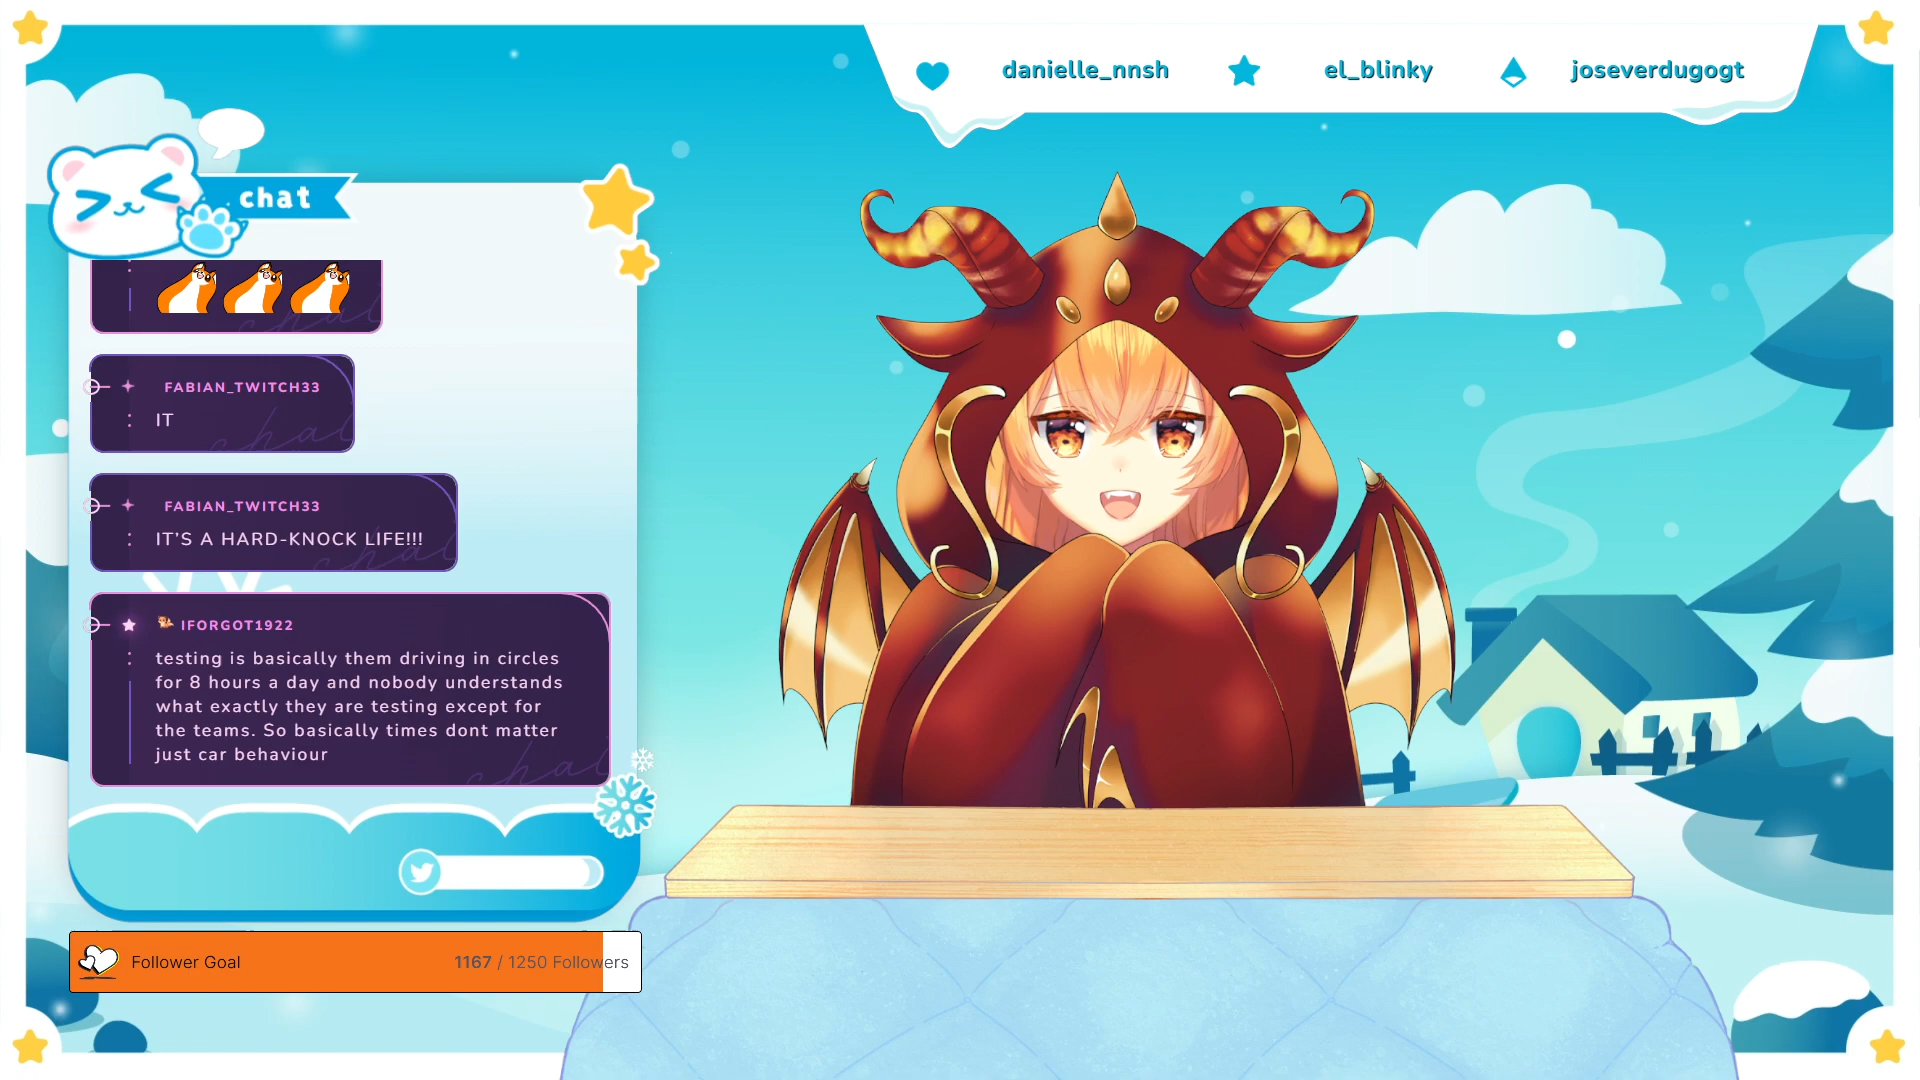 danielle_nnsh
el_blinky
joseverdugogt
chat
FABIAN_TWITCH33
IT
FABIAN_TWITCH33
IT'S A HARD-KNOCK LIFE!!!
IFORGOT1922
testing is basically them driving in circles
for 8 hours a day and nobody understands
what exactly they are testing except for
the teams. So basically times dont matter
just car behaviour
Follower Goal
1167 / 1250 Followers